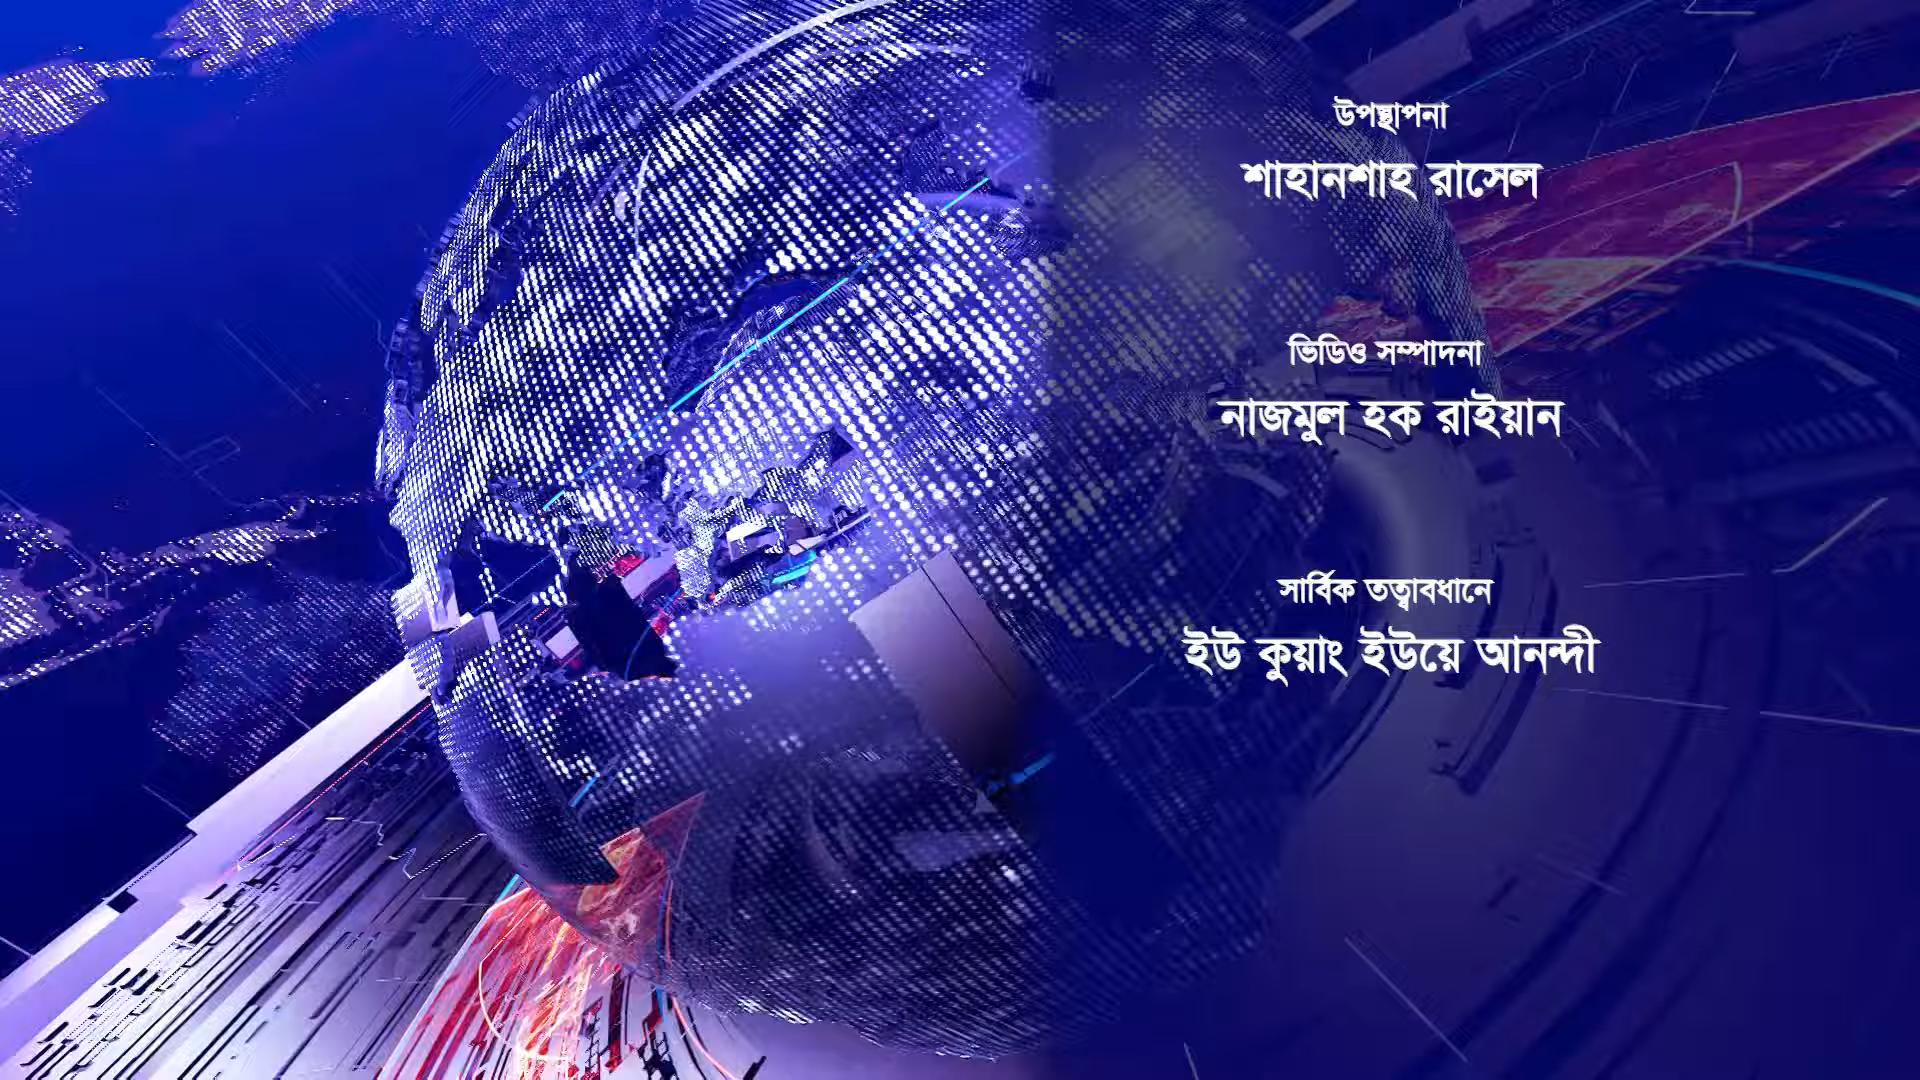 উপস্থাপনা
শাহানশাহ রাসেল
ভিডিও সম্পাদনা
নাজমুল হক রাইয়ান
সার্বিক তত্ত্বাবধানে
ইউ কুয়াং ইউয়ে আনন্দী